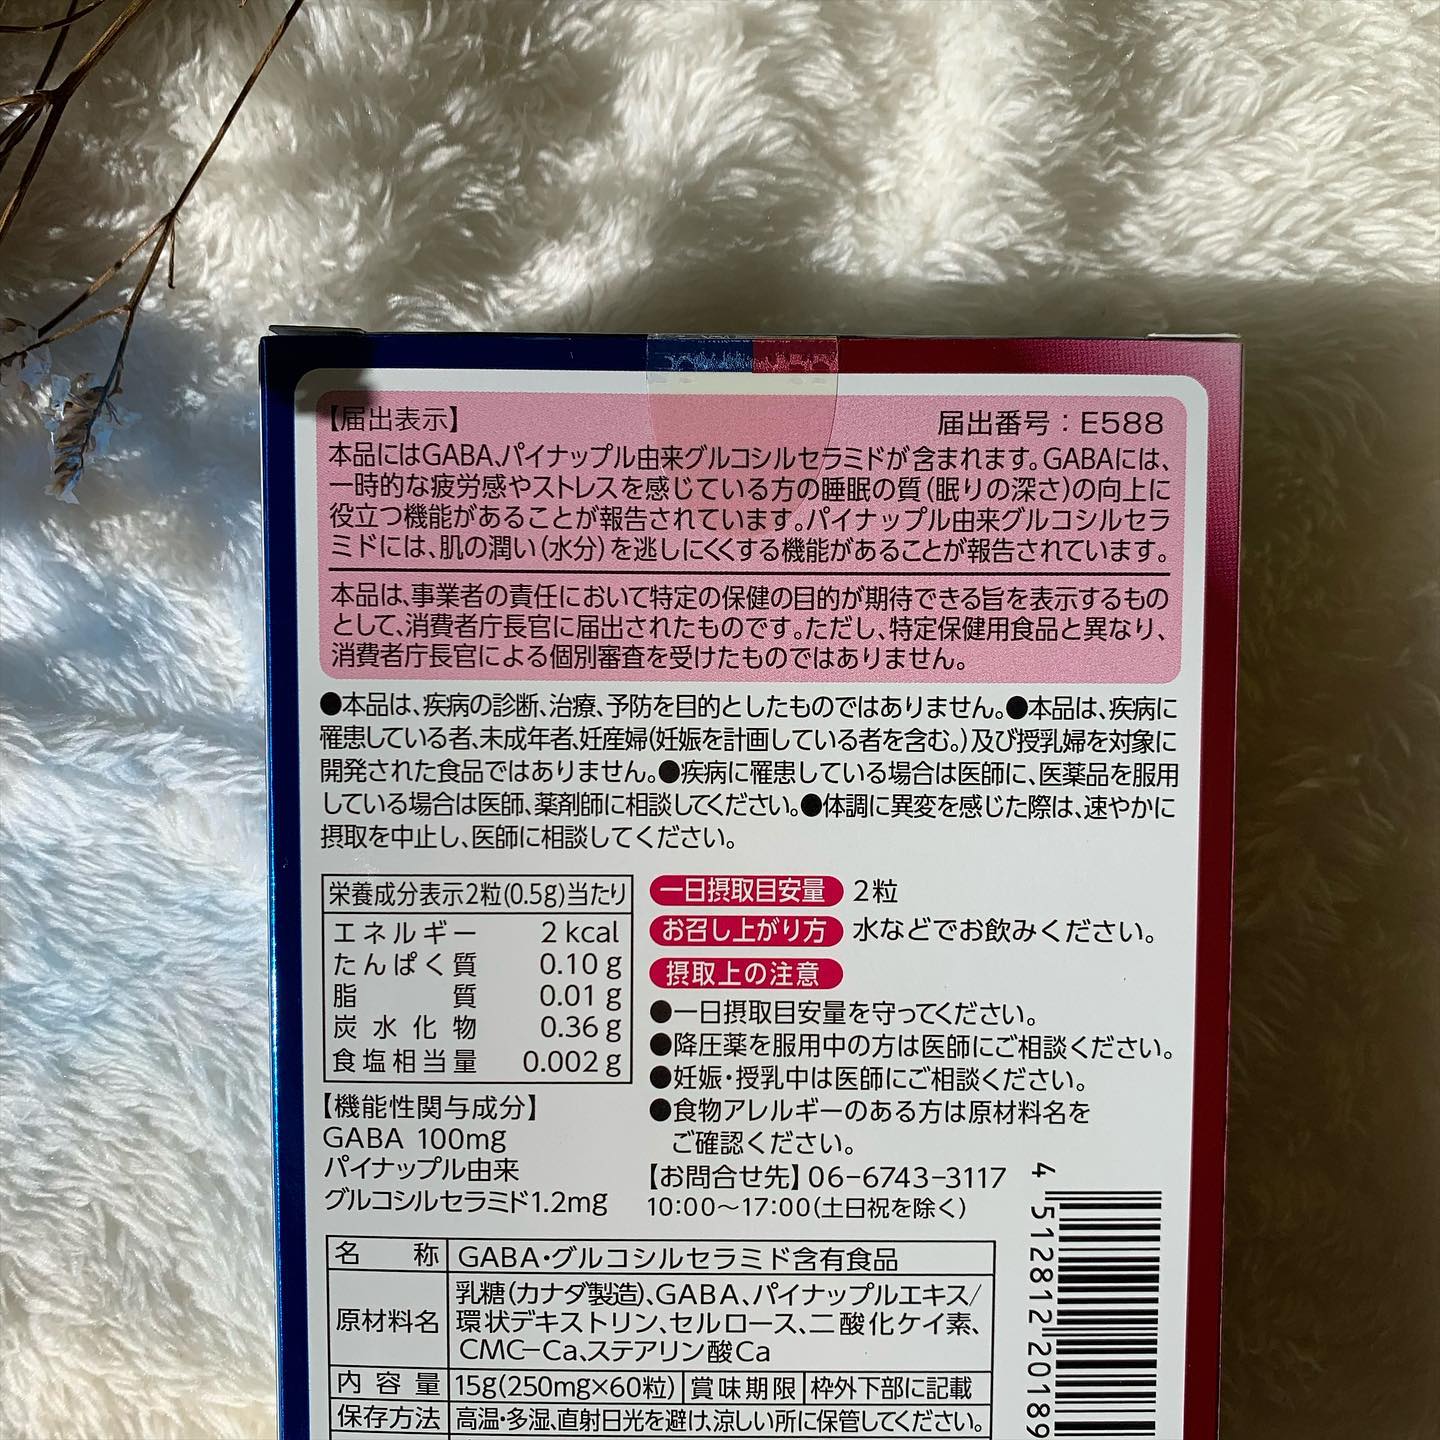 【届出表示】 届出番号：E588
本品にはGABA、パイナップル由来グルコシルセラミドが含まれます。GABAには、
一時的な疲労感やストレスを感じている方の睡眠の質(眠りの深さ)の向上に
役立つ機能があることが報告されています。パイナップル由来グルコシルセラ
ミドには、肌の潤い(水分)を逃しにくくする機能があることが報告されています。
本品は、事業者の責任において特定の保健の目的が期待できる旨を表示するもの
として、消費者庁長官に届出されたものです。ただし、特定保健用食品と異なり、
消費者庁長官による個別審査を受けたものではありません。
●本品は、疾病の診断、治療、予防を目的としたものではありません。●本品は、疾病に
罹患している者、未成年者、妊産婦(妊娠を計画している者を含む。)及び授乳婦を対象に
開発された食品ではありません。●疾病に罹患している場合は医師に、医薬品を服用
している場合は医師、薬剤師に相談してください。●体調に異変を感じた際は、速やかに
摂取を中止し、医師に相談してください。
栄養成分表示2粒(0.5g)当たり
エネルギー 2 kcal
たんぱく質 0.10 g
脂質 0.01 g
炭水化物 0.36 g
食塩相当量 0.002 g
【機能性関与成分】
GABA 100mg
パイナップル由来
グルコシルセラミド1.2mg
一日摂取目安量 2粒
お召し上がり方 水などでお飲みください。
摂取上の注意
●一日摂取目安量を守ってください。
●降圧薬を服用中の方は医師にご相談ください。
●妊娠・授乳中は医師にご相談ください。
●食物アレルギーのある方は原材料名を
ご確認ください。
【お問合せ先】06-6743-3117
10:00～17:00(土日祝を除く)
名称 GABA・グルコシルセラミド含有食品
原材料名 乳糖(カナダ製造)、GABA、パイナップルエキス/
環状デキストリン、セルロース、二酸化ケイ素、
CMC-Ca、ステアリン酸Ca
内容量 15g(250mg×60粒) 賞味期限 枠外下部に記載
保存方法 高温・多湿、直射日光を避け、涼しい所に保管してください。
4 512812 20189